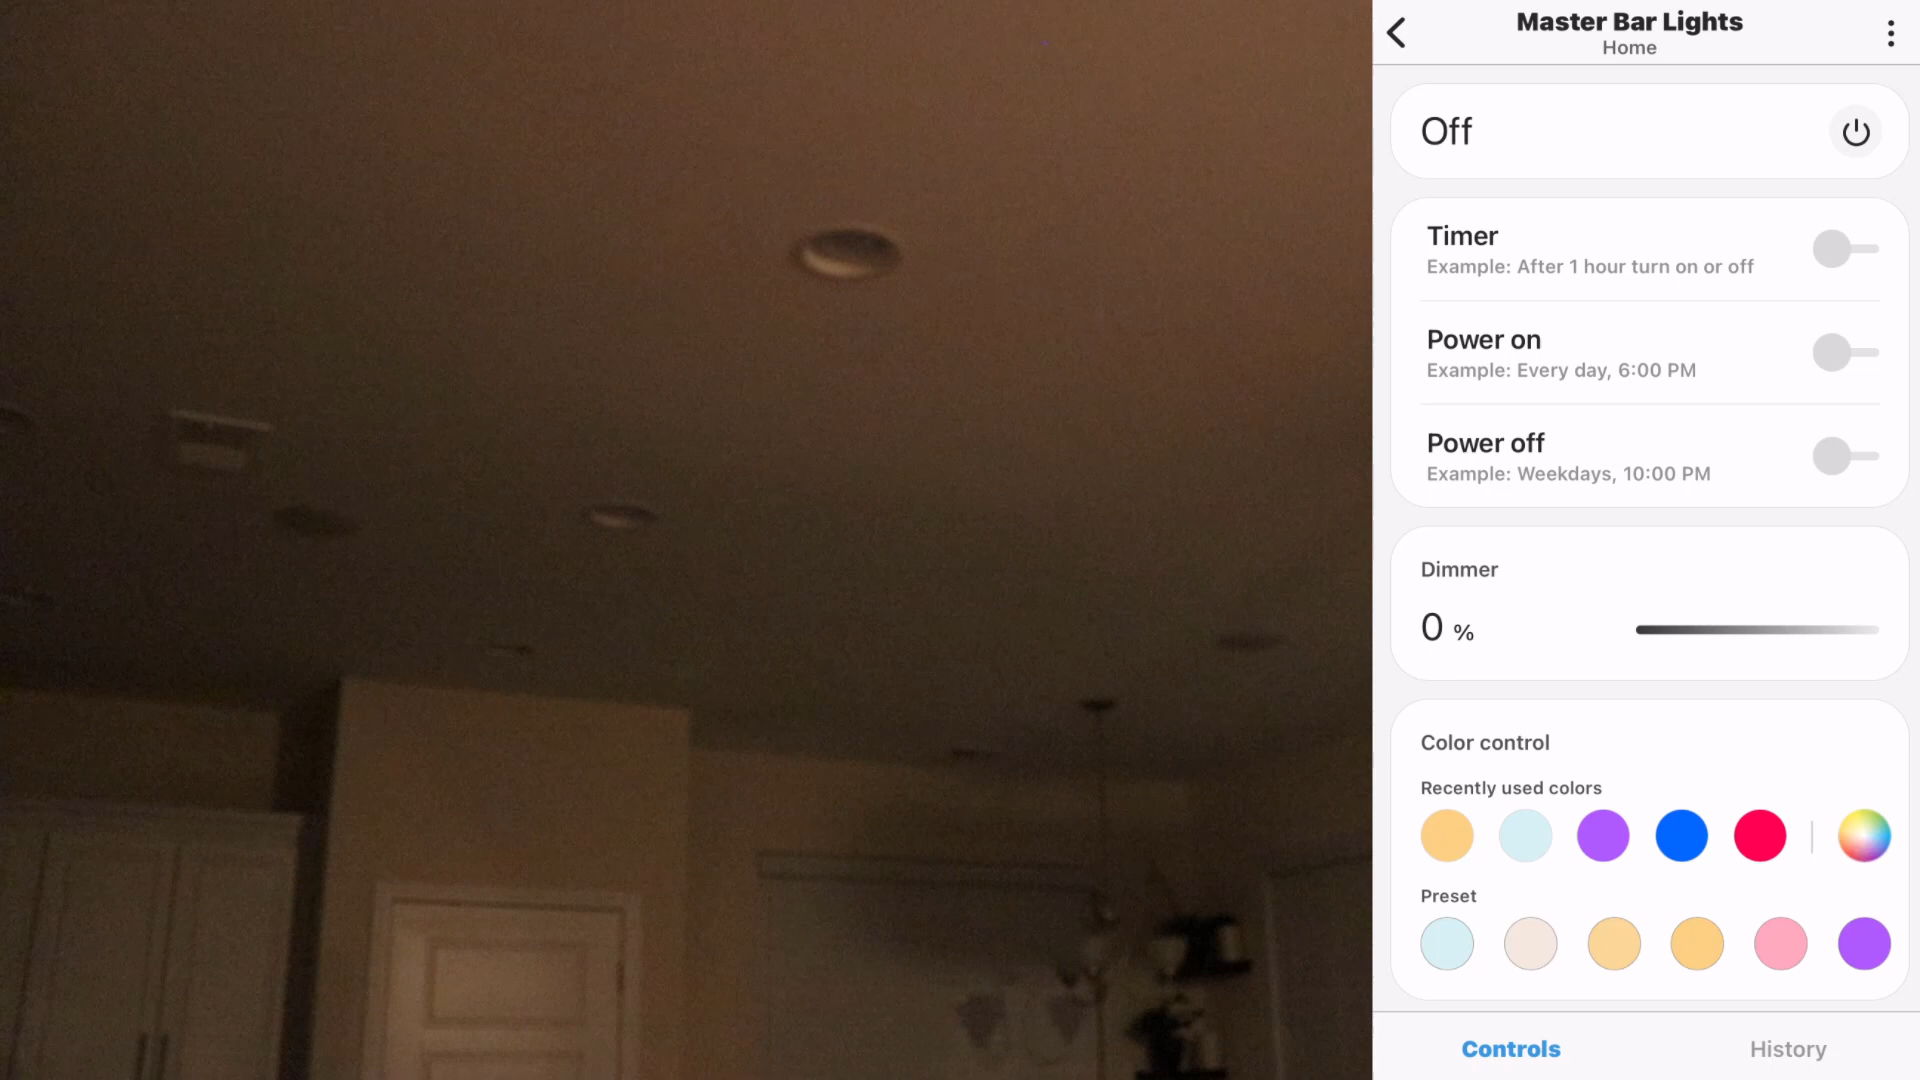 Master Bar Lights
Home
Off
Timer
Example: After 1 hour turn on or off
Power on
Example: Every day, 6:00 PM
Power off
Example: Weekdays, 10:00 PM
Dimmer
0 %
Color control
Recently used colors
Preset
Controls
History